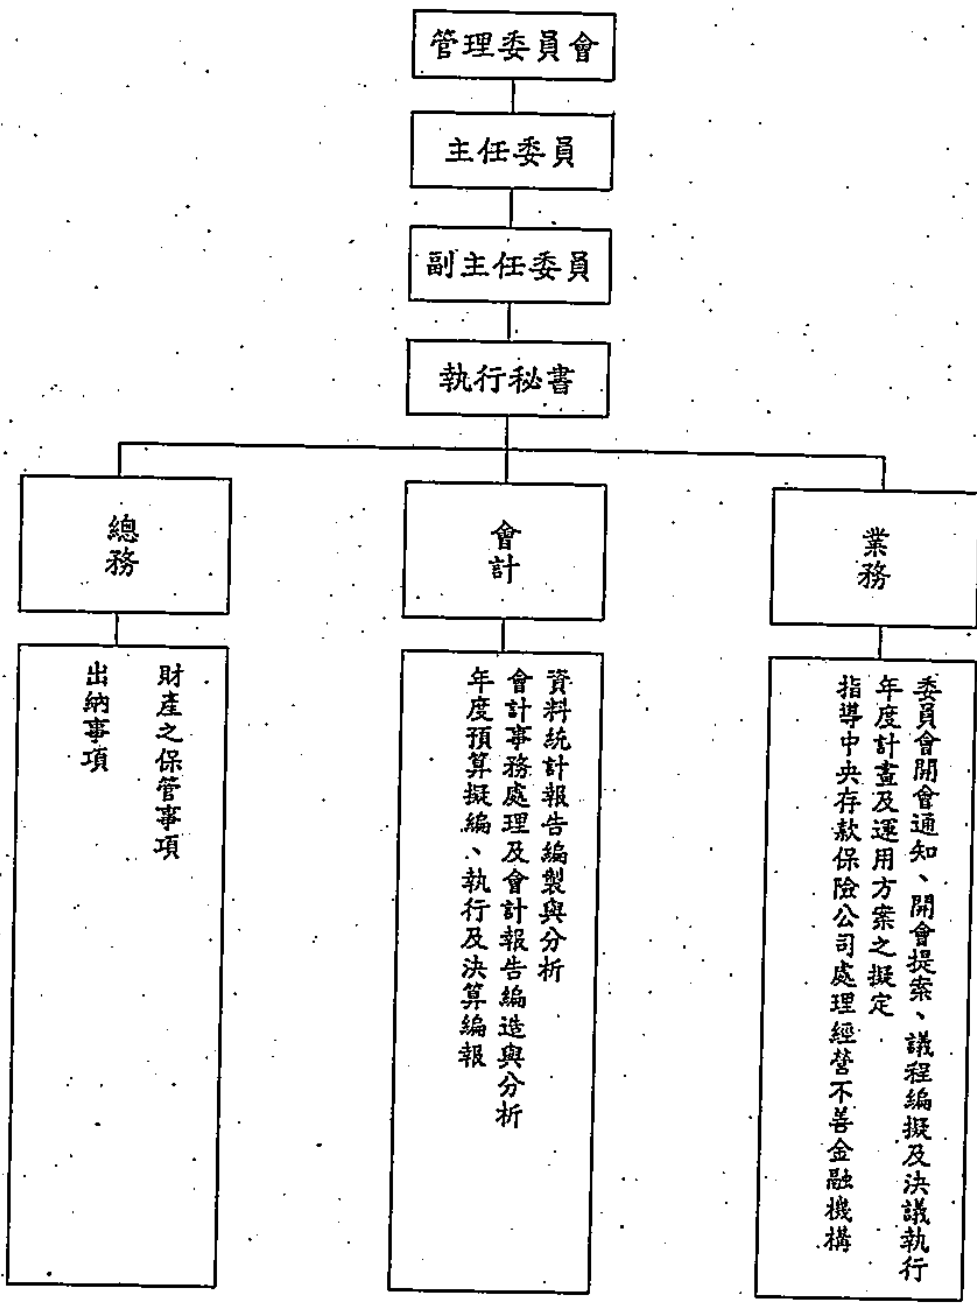 管理委員會
主任委員
副主任委員
執行秘書
業務
委員會開會通知、開會提案、議程編擬及決議執行
年度計畫及運用方案之擬定
指導中央存款保險公司處理經營不善金融機構
會計
資料統計報告編製與分析
會計事務處理及會計報告編造與分析
年度預算擬編、執行及決算編報
總務
財產之保管事項
出納事項